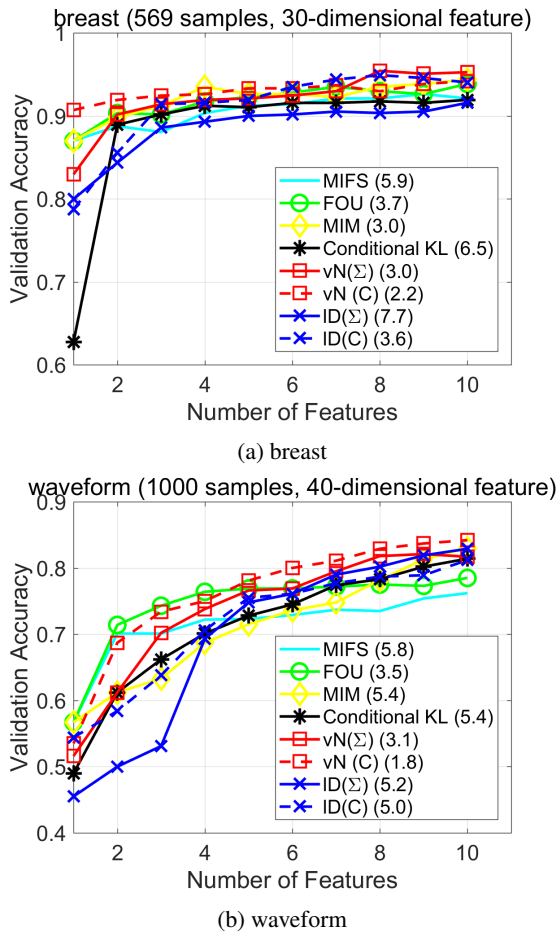 breast (569 samples, 30-dimensional feature)
1
0.9
0.8
0.7
0.6
Validation Accuracy
MIFS (5.9)
FOU (3.7)
MIM (3.0)
Conditional KL (6.5)
vN(Σ) (3.0)
vN (C) (2.2)
ID(Σ) (7.7)
ID(C) (3.6)
2 4 6 8 10
Number of Features
(a) breast
waveform (1000 samples, 40-dimensional feature)
0.9
0.8
0.7
0.6
0.5
0.4
Validation Accuracy
MIFS (5.8)
FOU (3.5)
MIM (5.4)
Conditional KL (5.4)
vN(Σ) (3.1)
vN (C) (1.8)
ID(Σ) (5.2)
ID(C) (5.0)
2 4 6 8 10
Number of Features
(b) waveform